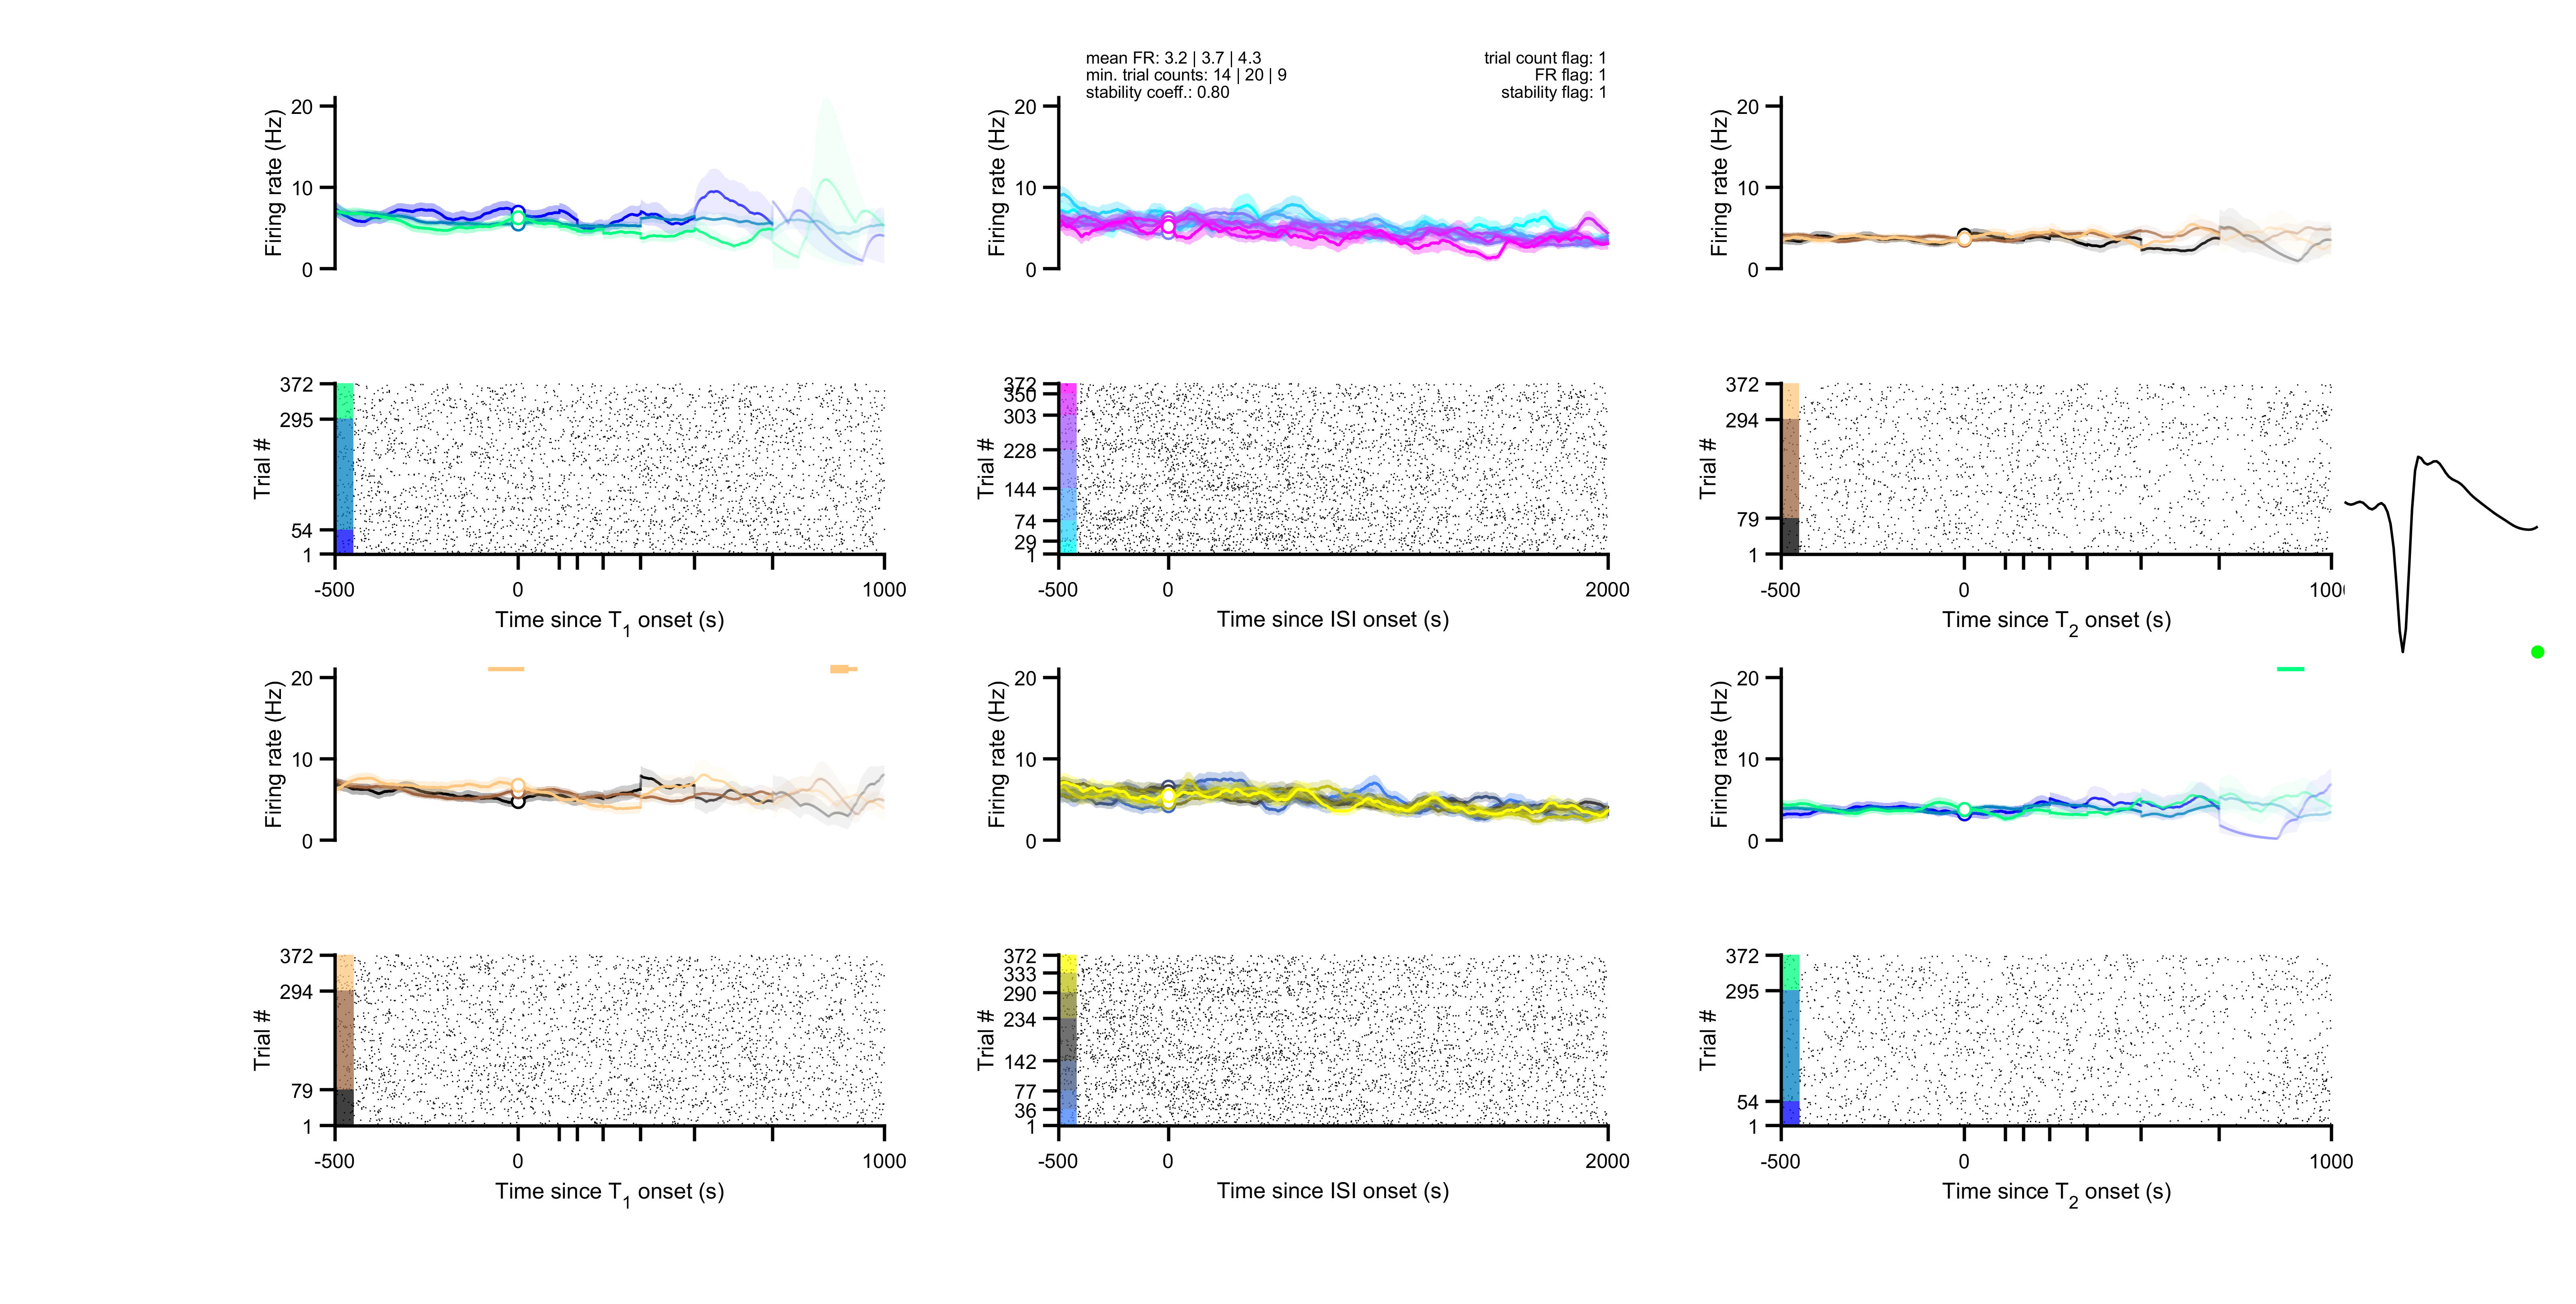 mean FR: 3.2 | 3.7 | 4.3
min. trial counts: 14 | 20 | 9
stability coeff.: 0.80
trial count flag: 1
FR flag: 1
stability flag: 1
20
10
0
Firing rate (Hz)
20
10
0
Firing rate (Hz)
20
10
0
Firing rate (Hz)
372
295
54
1
Trial #
-500
0
1000
Time since T1 onset (s)
372
350
303
228
144
74
29
1
Trial #
-500
0
2000
Time since ISI onset (s)
372
294
79
1
Trial #
-500
0
1000
Time since T2 onset (s)
20
10
0
Firing rate (Hz)
20
10
0
Firing rate (Hz)
20
10
0
Firing rate (Hz)
372
294
79
1
Trial #
-500
0
1000
Time since T1 onset (s)
372
333
290
234
142
77
36
1
Trial #
-500
0
2000
Time since ISI onset (s)
372
295
54
1
Trial #
-500
0
1000
Time since T2 onset (s)